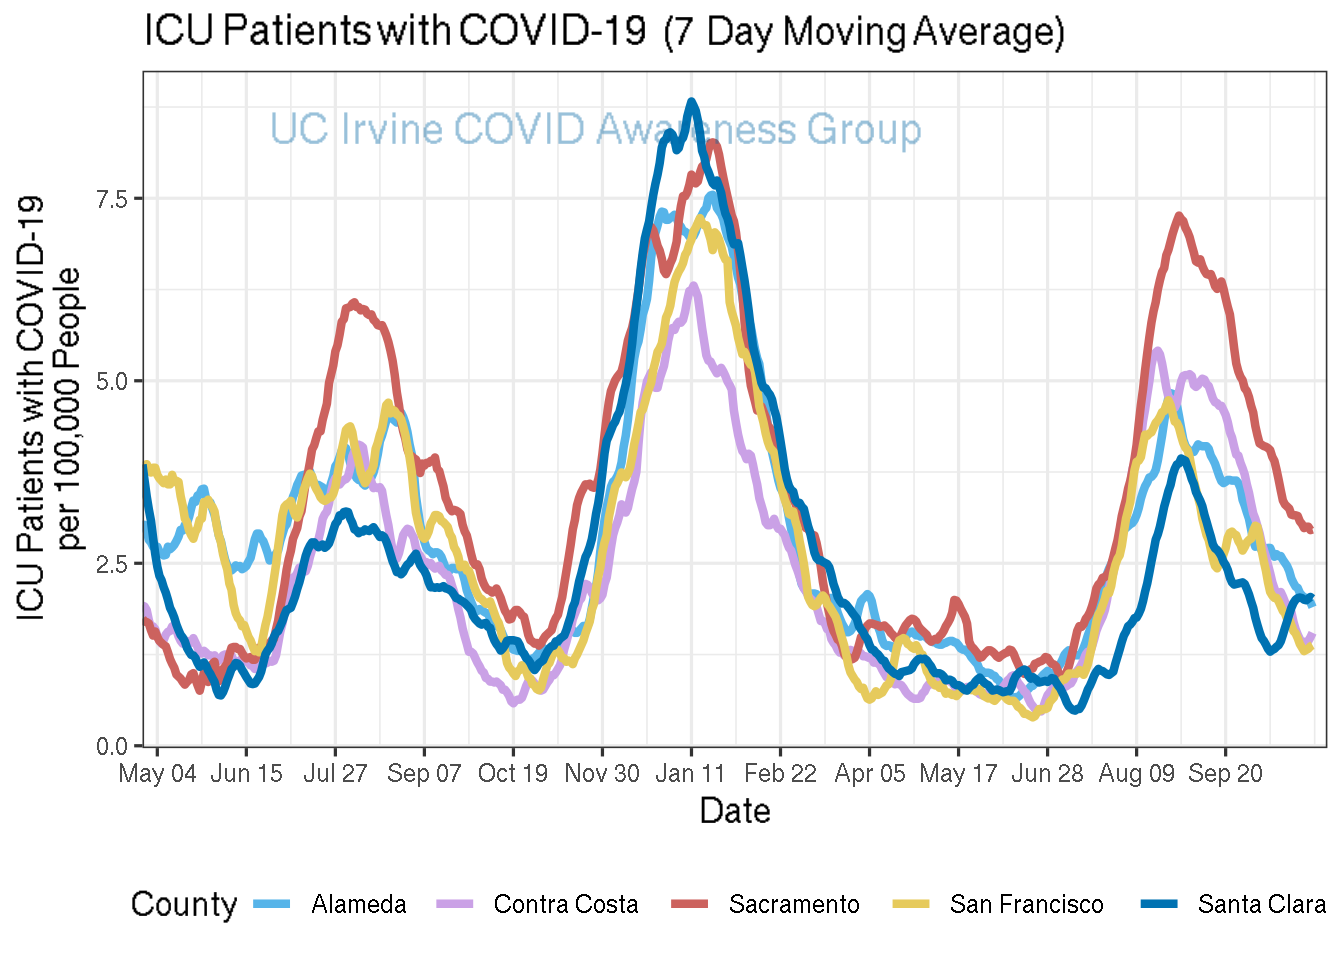 ICU Patients with COVID-19 (7 Day Moving Average)
UC Irvine COVID Awareness Group
ICU Patients with COVID-19
per 100,000 People
7.5
5.0
2.5
0.0
May 04 Jun 15 Jul 27 Sep 07 Oct 19 Nov 30 Jan 11 Feb 22 Apr 05 May 17 Jun 28 Aug 09 Sep 20
Date
County Alameda Contra Costa Sacramento San Francisco Santa Clara